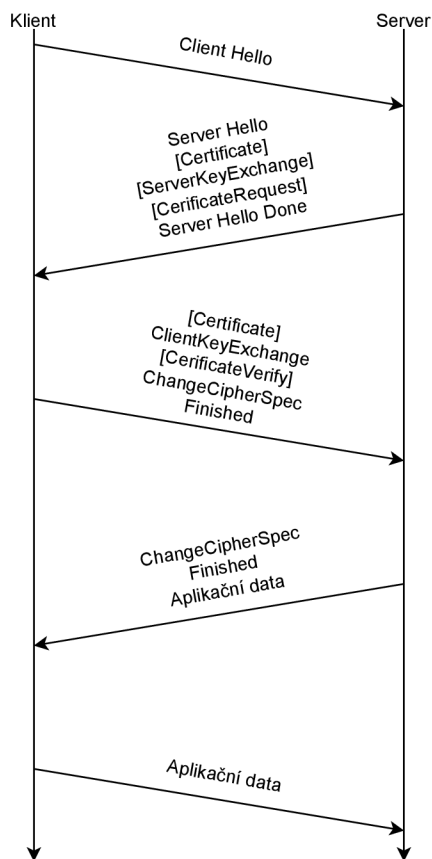 Klient
Server
Client Hello
Server Hello
[Certificate]
[ServerKeyExchange]
[CerificateRequest]
Server Hello Done
[Certificate]
ClientKeyExchange
[CerificateVerify]
ChangeCipherSpec
Finished
ChangeCipherSpec
Finished
Aplikační data
Aplikační data